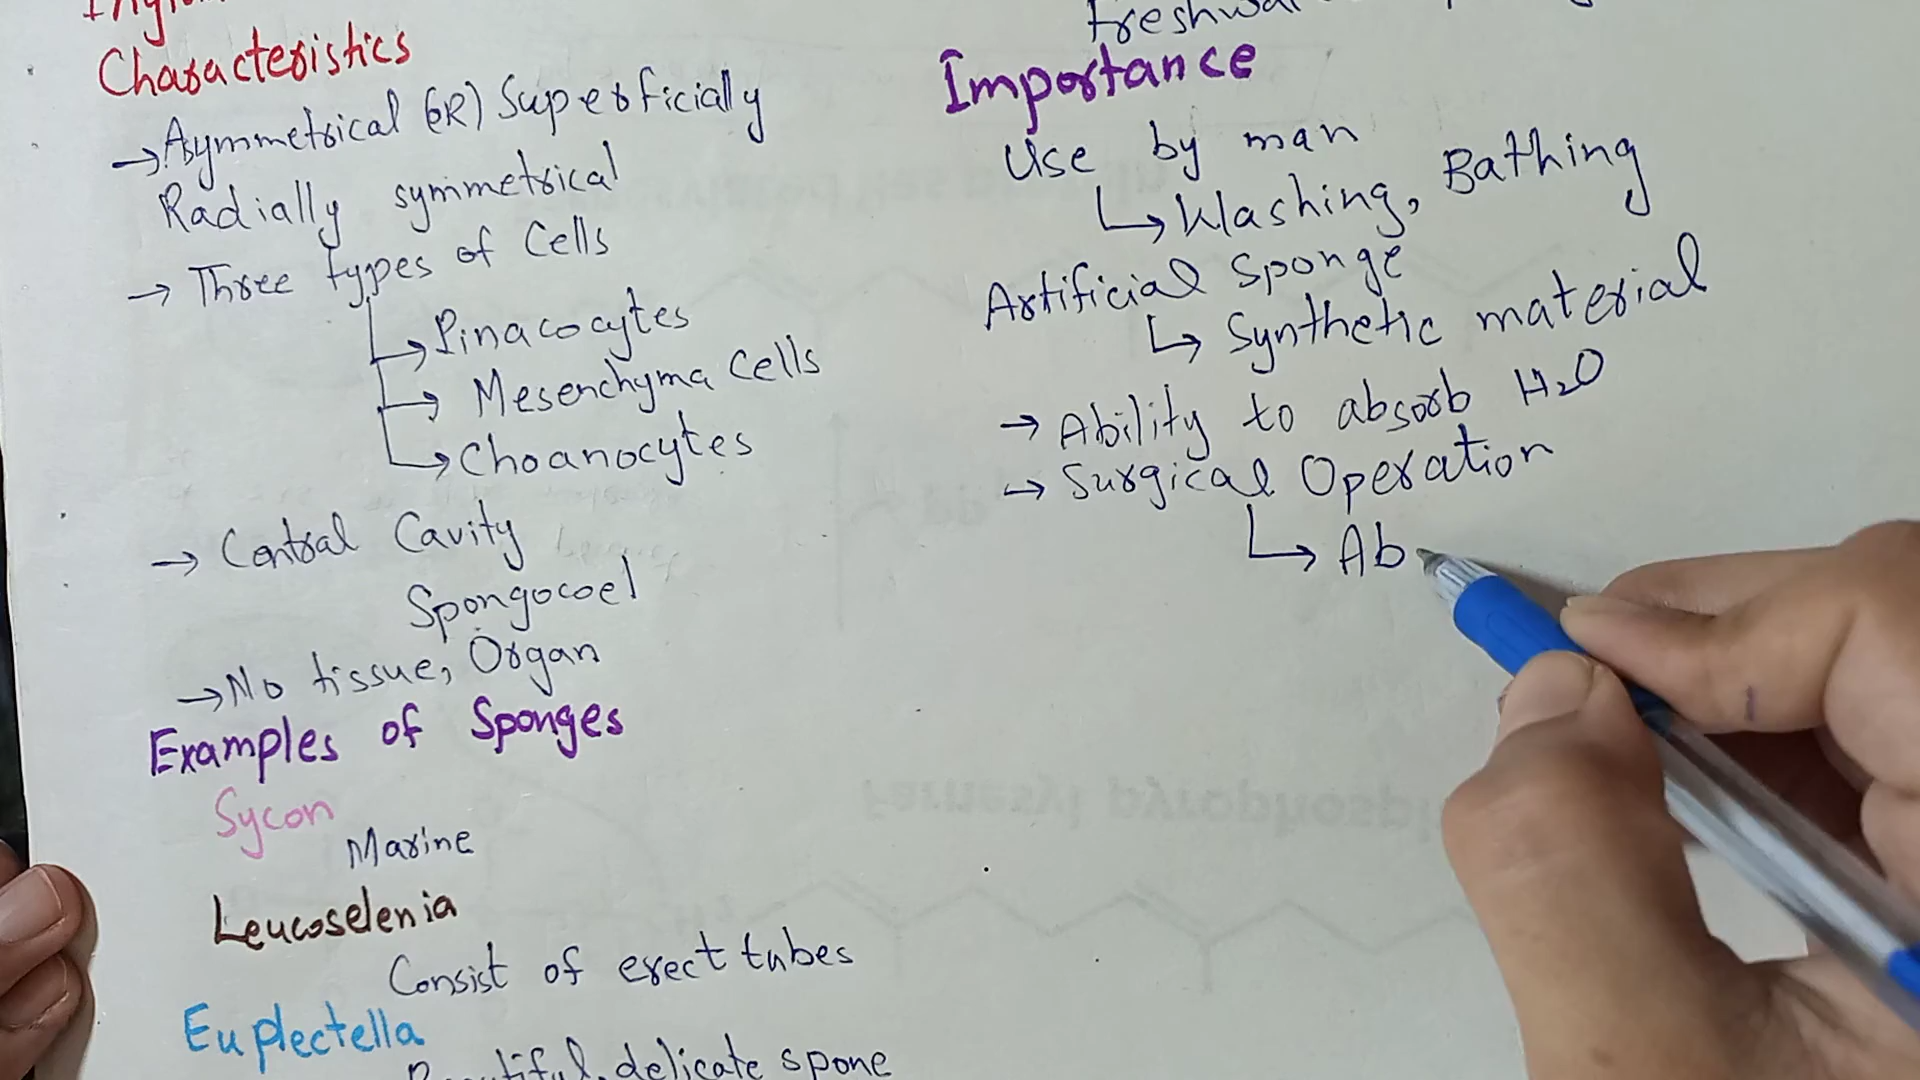 Characteristics
→ Asymmetrical (OR) Superficially
Radially symmetrical
→ Three types of Cells
→ Pinacocytes
→ Mesenchyma Cells
→ Choanocytes
→ Central Cavity
Spongocoel
→ No tissue, Organ
Examples of Sponges
Sycon
Marine
Leucoselenia
Consist of erect tubes
Euplectella
delicate spone
Importance
Use by man
→ Washing, Bathing
Artificial Sponge
→ Synthetic material
→ Ability to absorb H₂O
→ Surgical Operation
→ Ab